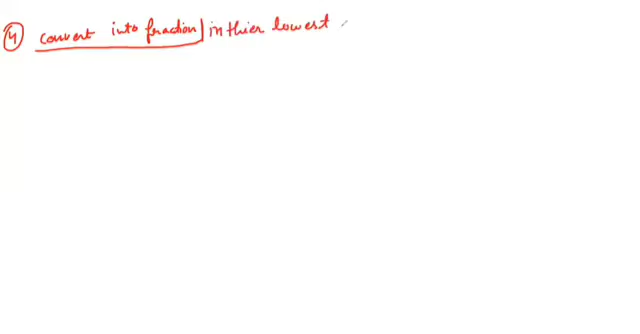 4 convert into fraction | in thier lowest